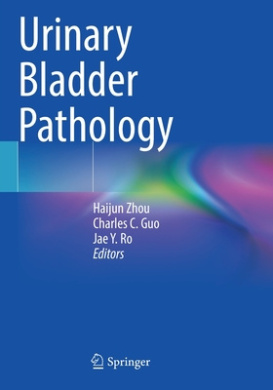 Urinary
Bladder
Pathology
Haijun Zhou
Charles C. Guo
Jae Y. Ro
Editors
Springer